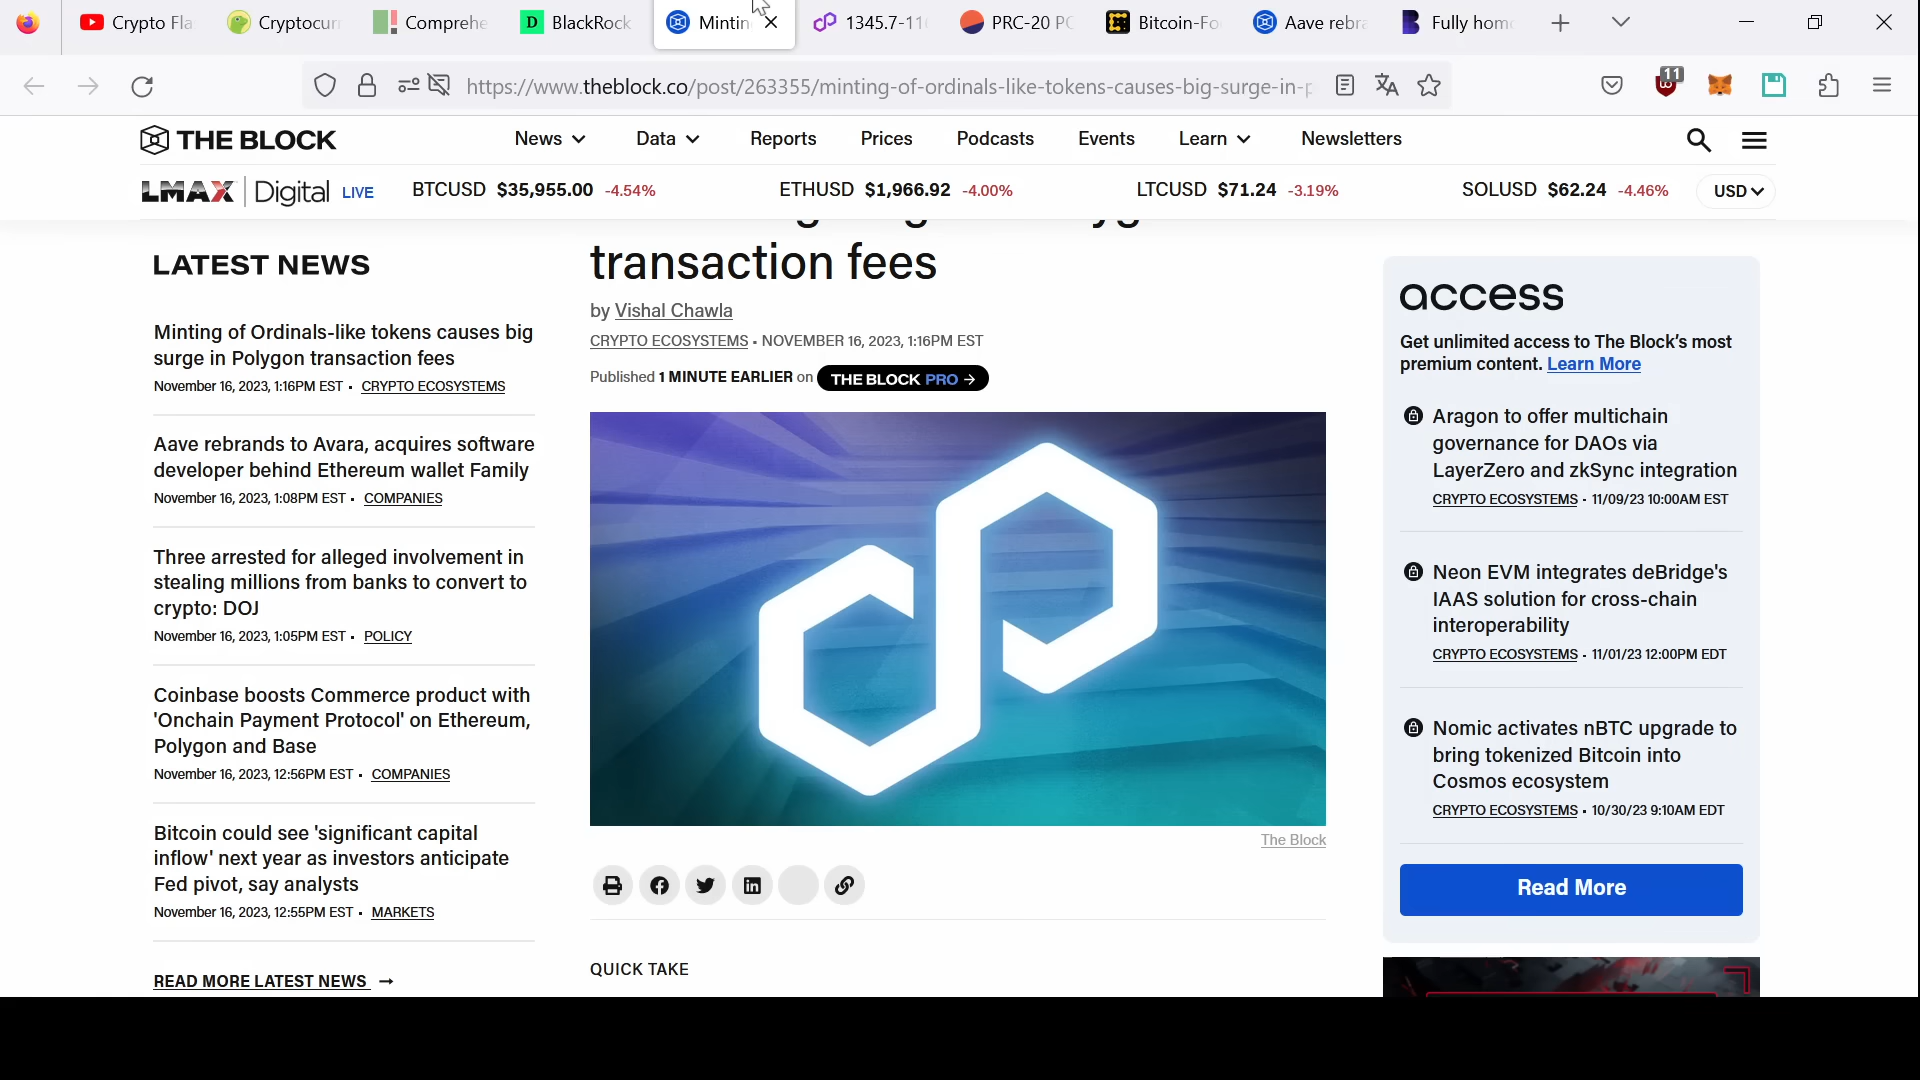 Crypto Fla
Cryptocur
Comprehe
D BlackRock
Mintin
1345.7-11
PRC-20 PO
Bitcoin-Fo
Aave rebra
Fully hom
https://www.theblock.co/post/263355/minting-of-ordinals-like-tokens-causes-big-surge-in-p
11
THE BLOCK
News
Data
Reports
Prices
Podcasts
Events
Learn
Newsletters
LMAX Digital LIVE
BTCUSD $35,955.00 -4.54%
ETHUSD $1,966.92 -4.00%
LTCUSD $71.24 -3.19%
SOLUSD $62.24 -4.46%
USD
LATEST NEWS
Minting of Ordinals-like tokens causes big
surge in Polygon transaction fees
November 16, 2023, 1:16PM EST • CRYPTO ECOSYSTEMS
Aave rebrands to Avara, acquires software
developer behind Ethereum wallet Family
November 16, 2023, 1:08PM EST • COMPANIES
Three arrested for alleged involvement in
stealing millions from banks to convert to
crypto: DOJ
November 16, 2023, 1:05PM EST • POLICY
Coinbase boosts Commerce product with
'Onchain Payment Protocol' on Ethereum,
Polygon and Base
November 16, 2023, 12:56PM EST • COMPANIES
Bitcoin could see 'significant capital
inflow' next year as investors anticipate
Fed pivot, say analysts
November 16, 2023, 12:55PM EST • MARKETS
READ MORE LATEST NEWS →
transaction fees
by Vishal Chawla
CRYPTO ECOSYSTEMS • NOVEMBER 16, 2023, 1:16PM EST
Published 1 MINUTE EARLIER on THE BLOCK PRO →
The Block
QUICK TAKE
access
Get unlimited access to The Block's most
premium content. Learn More
Aragon to offer multichain
governance for DAOs via
LayerZero and zkSync integration
CRYPTO ECOSYSTEMS • 11/09/23 10:00AM EST
Neon EVM integrates deBridge's
IAAS solution for cross-chain
interoperability
CRYPTO ECOSYSTEMS • 11/01/23 12:00PM EDT
Nomic activates nBTC upgrade to
bring tokenized Bitcoin into
Cosmos ecosystem
CRYPTO ECOSYSTEMS • 10/30/23 9:10AM EDT
Read More